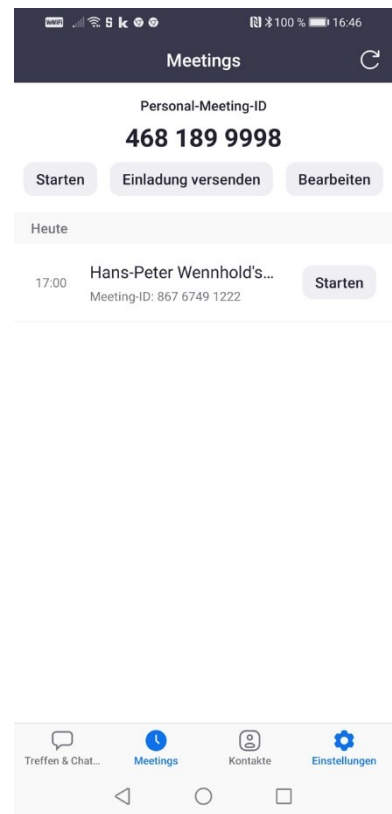 100 % 16:46
Meetings
Personal-Meeting-ID
468 189 9998
Starten Einladung versenden Bearbeiten
Heute
17:00 Hans-Peter Wennhold's... Starten
Meeting-ID: 867 6749 1222
Treffen & Chat... Meetings Kontakte Einstellungen